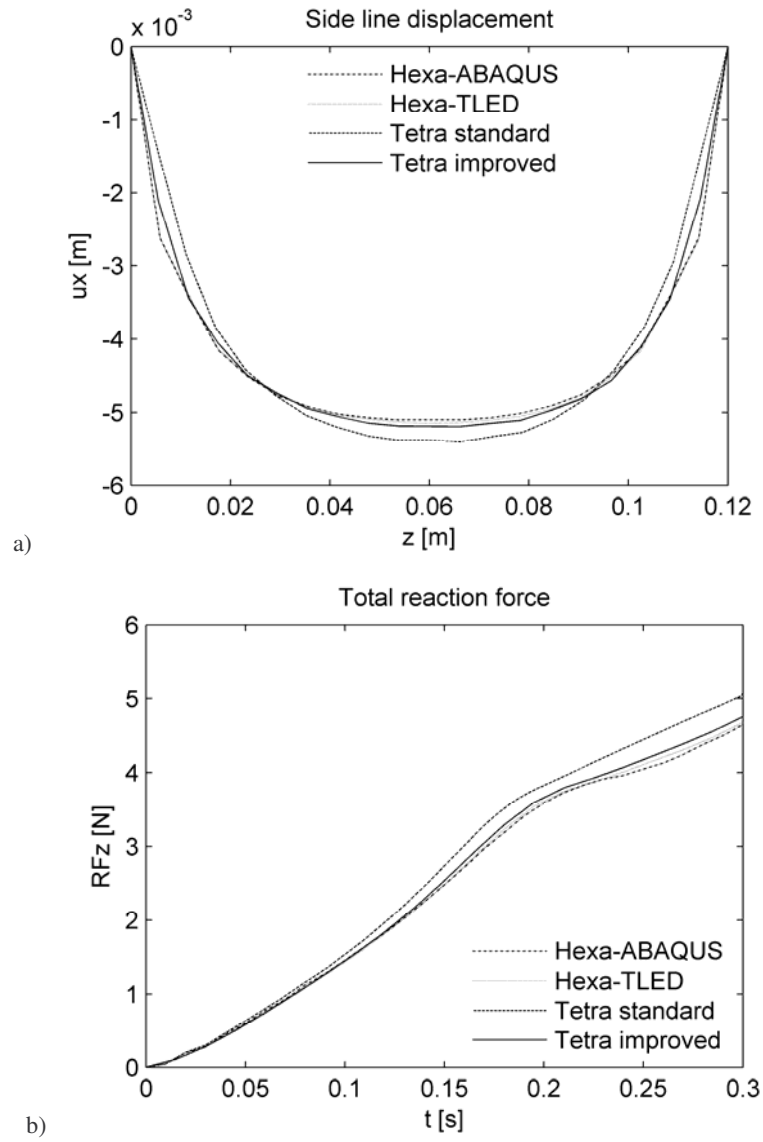 x 10⁻³
Side line displacement
0
-1
-2
-3
-4
-5
-6
ux [m]
Hexa-ABAQUS
Hexa-TLED
Tetra standard
Tetra improved
0 0.02 0.04 0.06 0.08 0.1 0.12
z [m]
a)
Total reaction force
6
5
4
3
2
1
0
RFz [N]
Hexa-ABAQUS
Hexa-TLED
Tetra standard
Tetra improved
0 0.05 0.1 0.15 0.2 0.25 0.3
t [s]
b)